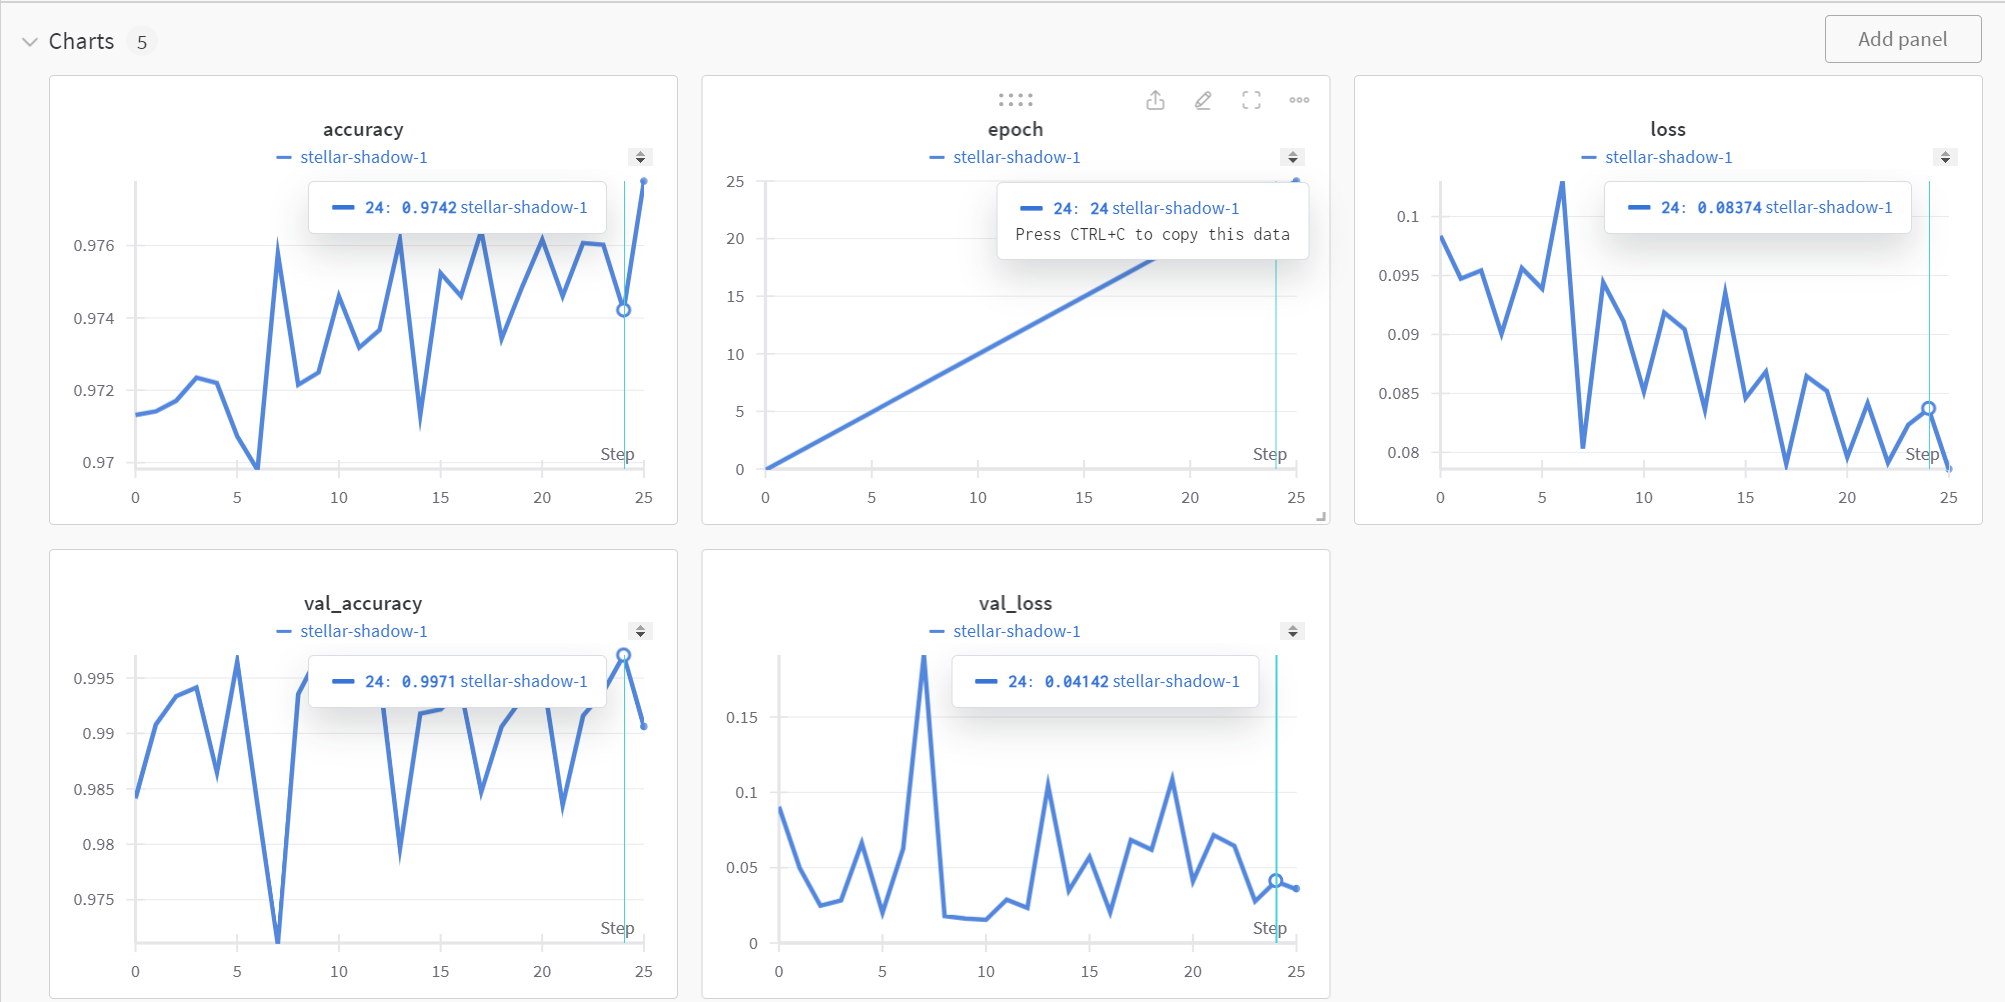 Charts 5
Add panel
accuracy
stellar-shadow-1
24: 0.9742 stellar-shadow-1
0.976
0.974
0.972
0.97
Step
0 5 10 15 20 25
epoch
stellar-shadow-1
24: 24 stellar-shadow-1
Press CTRL+C to copy this data
25
20
15
10
5
0
Step
0 5 10 15 20 25
loss
stellar-shadow-1
24: 0.08374 stellar-shadow-1
0.1
0.095
0.09
0.085
0.08
Step
0 5 10 15 20 25
val_accuracy
stellar-shadow-1
24: 0.9971 stellar-shadow-1
0.995
0.99
0.985
0.98
0.975
Step
0 5 10 15 20 25
val_loss
stellar-shadow-1
24: 0.04142 stellar-shadow-1
0.15
0.1
0.05
0
Step
0 5 10 15 20 25